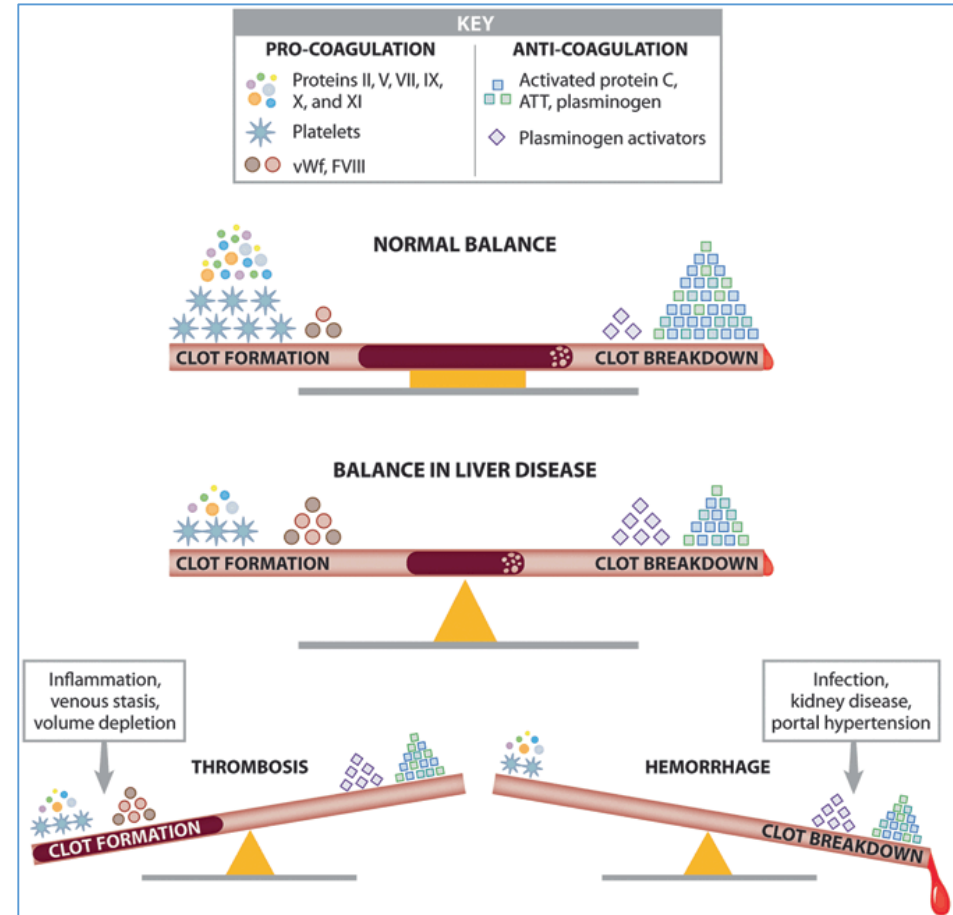 KEY
PRO-COAGULATION
Proteins II, V, VII, IX,
X, and XI
Platelets
vWf, FVIII
ANTI-COAGULATION
Activated protein C,
ATT, plasminogen
Plasminogen activators
NORMAL BALANCE
CLOT FORMATION
CLOT BREAKDOWN
BALANCE IN LIVER DISEASE
CLOT FORMATION
CLOT BREAKDOWN
Inflammation,
venous stasis,
volume depletion
THROMBOSIS
CLOT FORMATION
Infection,
kidney disease,
portal hypertension
HEMORRHAGE
CLOT BREAKDOWN